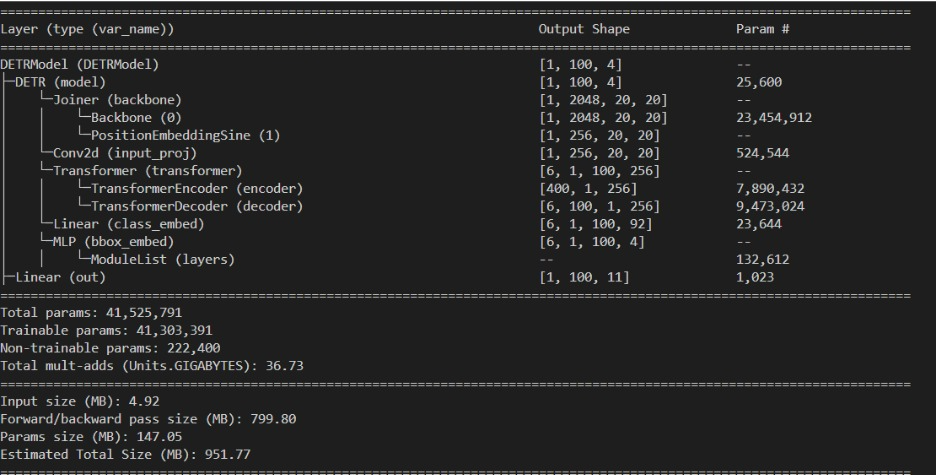 ==========================================================================================
Layer (type (var_name))                    Output Shape              Param #
==========================================================================================
DETRModel (DETRModel)                      [1, 100, 4]               --
├─DETR (model)                             [1, 100, 4]               25,600
│    └─Joiner (backbone)                   [1, 2048, 20, 20]         --
│    │    └─Backbone (0)                   [1, 2048, 20, 20]         23,454,912
│    │    └─PositionEmbeddingSine (1)      [1, 256, 20, 20]          --
│    └─Conv2d (input_proj)                 [1, 256, 20, 20]          524,544
│    └─Transformer (transformer)           [6, 1, 100, 256]          --
│    │    └─TransformerEncoder (encoder)   [400, 1, 256]             7,890,432
│    │    └─TransformerDecoder (decoder)   [6, 100, 1, 256]          9,473,024
│    └─Linear (class_embed)                [6, 1, 100, 92]           23,644
│    └─MLP (bbox_embed)                    [6, 1, 100, 4]            --
│    │    └─ModuleList (layers)            --                        132,612
├─Linear (out)                             [1, 100, 11]              1,023
==========================================================================================
Total params: 41,525,791
Trainable params: 41,303,391
Non-trainable params: 222,400
Total mult-adds (Units.GIGABYTES): 36.73
==========================================================================================
Input size (MB): 4.92
Forward/backward pass size (MB): 799.80
Params size (MB): 147.05
Estimated Total Size (MB): 951.77
==========================================================================================